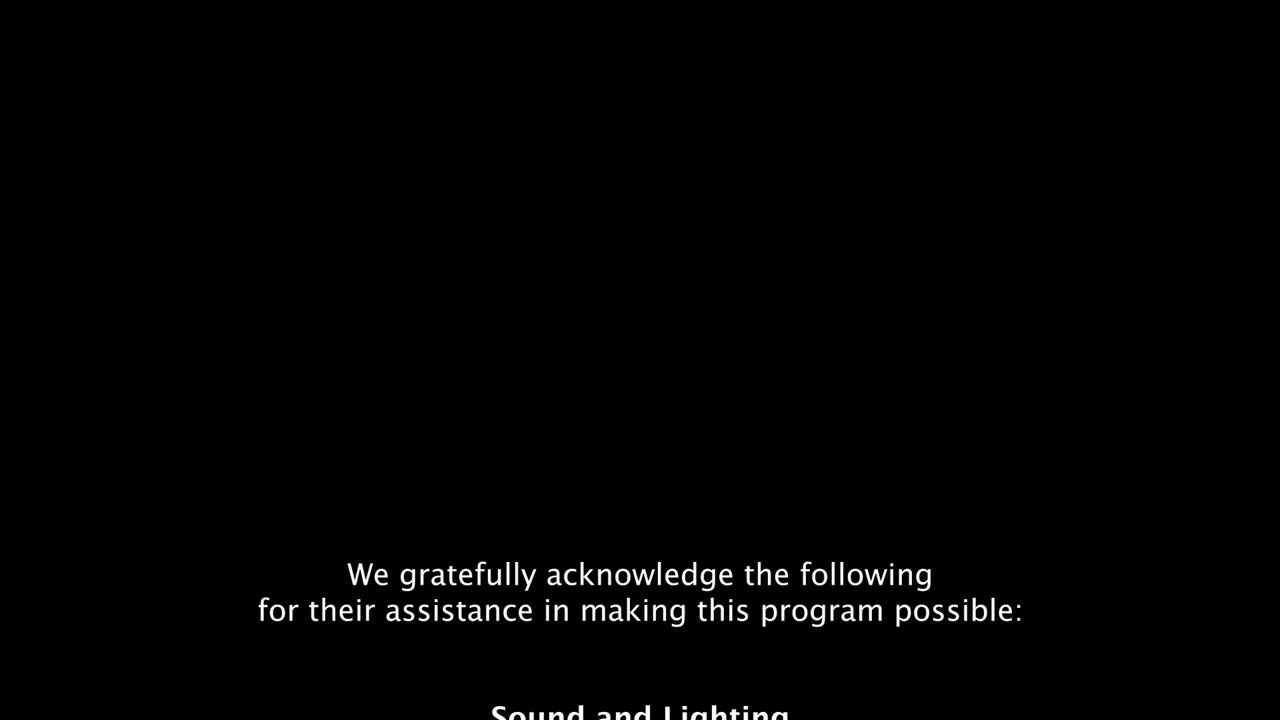 We gratefully acknowledge the following
for their assistance in making this program possible:
Sound and Lighting